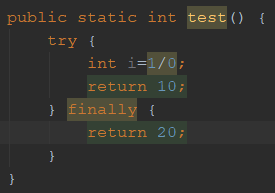 public static int test() {
    try {
        int i=1/0;
        return 10;
    } finally {
        return 20;
    }
}